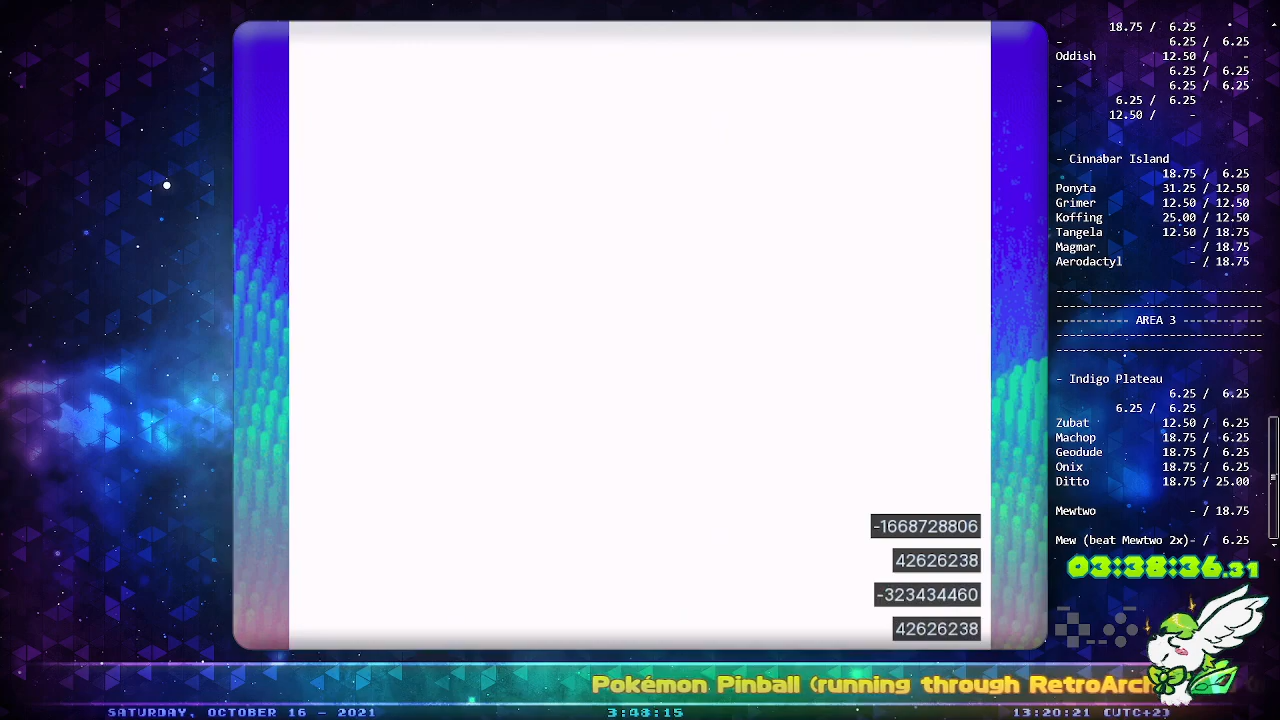 18.75 / 6.25
- 6.25 / 6.25
Oddish 12.50 / -
6.25 / 6.25
- 6.25 / 6.25
- 6.25 / 6.25
12.50 / -
- Cinnabar Island
18.75 / 6.25
Ponyta 31.25 / 12.50
Grimer 12.50 / 12.50
Koffing 25.00 / 12.50
Tangela 12.50 / 18.75
Magmar - / 18.75
Aerodactyl - / 18.75
-------------------------------
-------------------------------
----------- AREA 3 ------------
-------------------------------
-------------------------------
- Indigo Plateau
6.25 / 6.25
6.25 / 6.25
Zubat 12.50 / 6.25
Machop 18.75 / 6.25
Geodude 18.75 / 6.25
Onix 18.75 / 6.25
Ditto 18.75 / 25.00
Mewtwo - / 18.75
Mew (beat Mewtwo 2x)- / 6.25
-1668728806
42626238
-323434460
42626238
03:38:36.31
Pokémon Pinball (running through RetroArch
SATURDAY, OCTOBER 16 - 2021
3:48:15
13:20:21 (UTC+2)